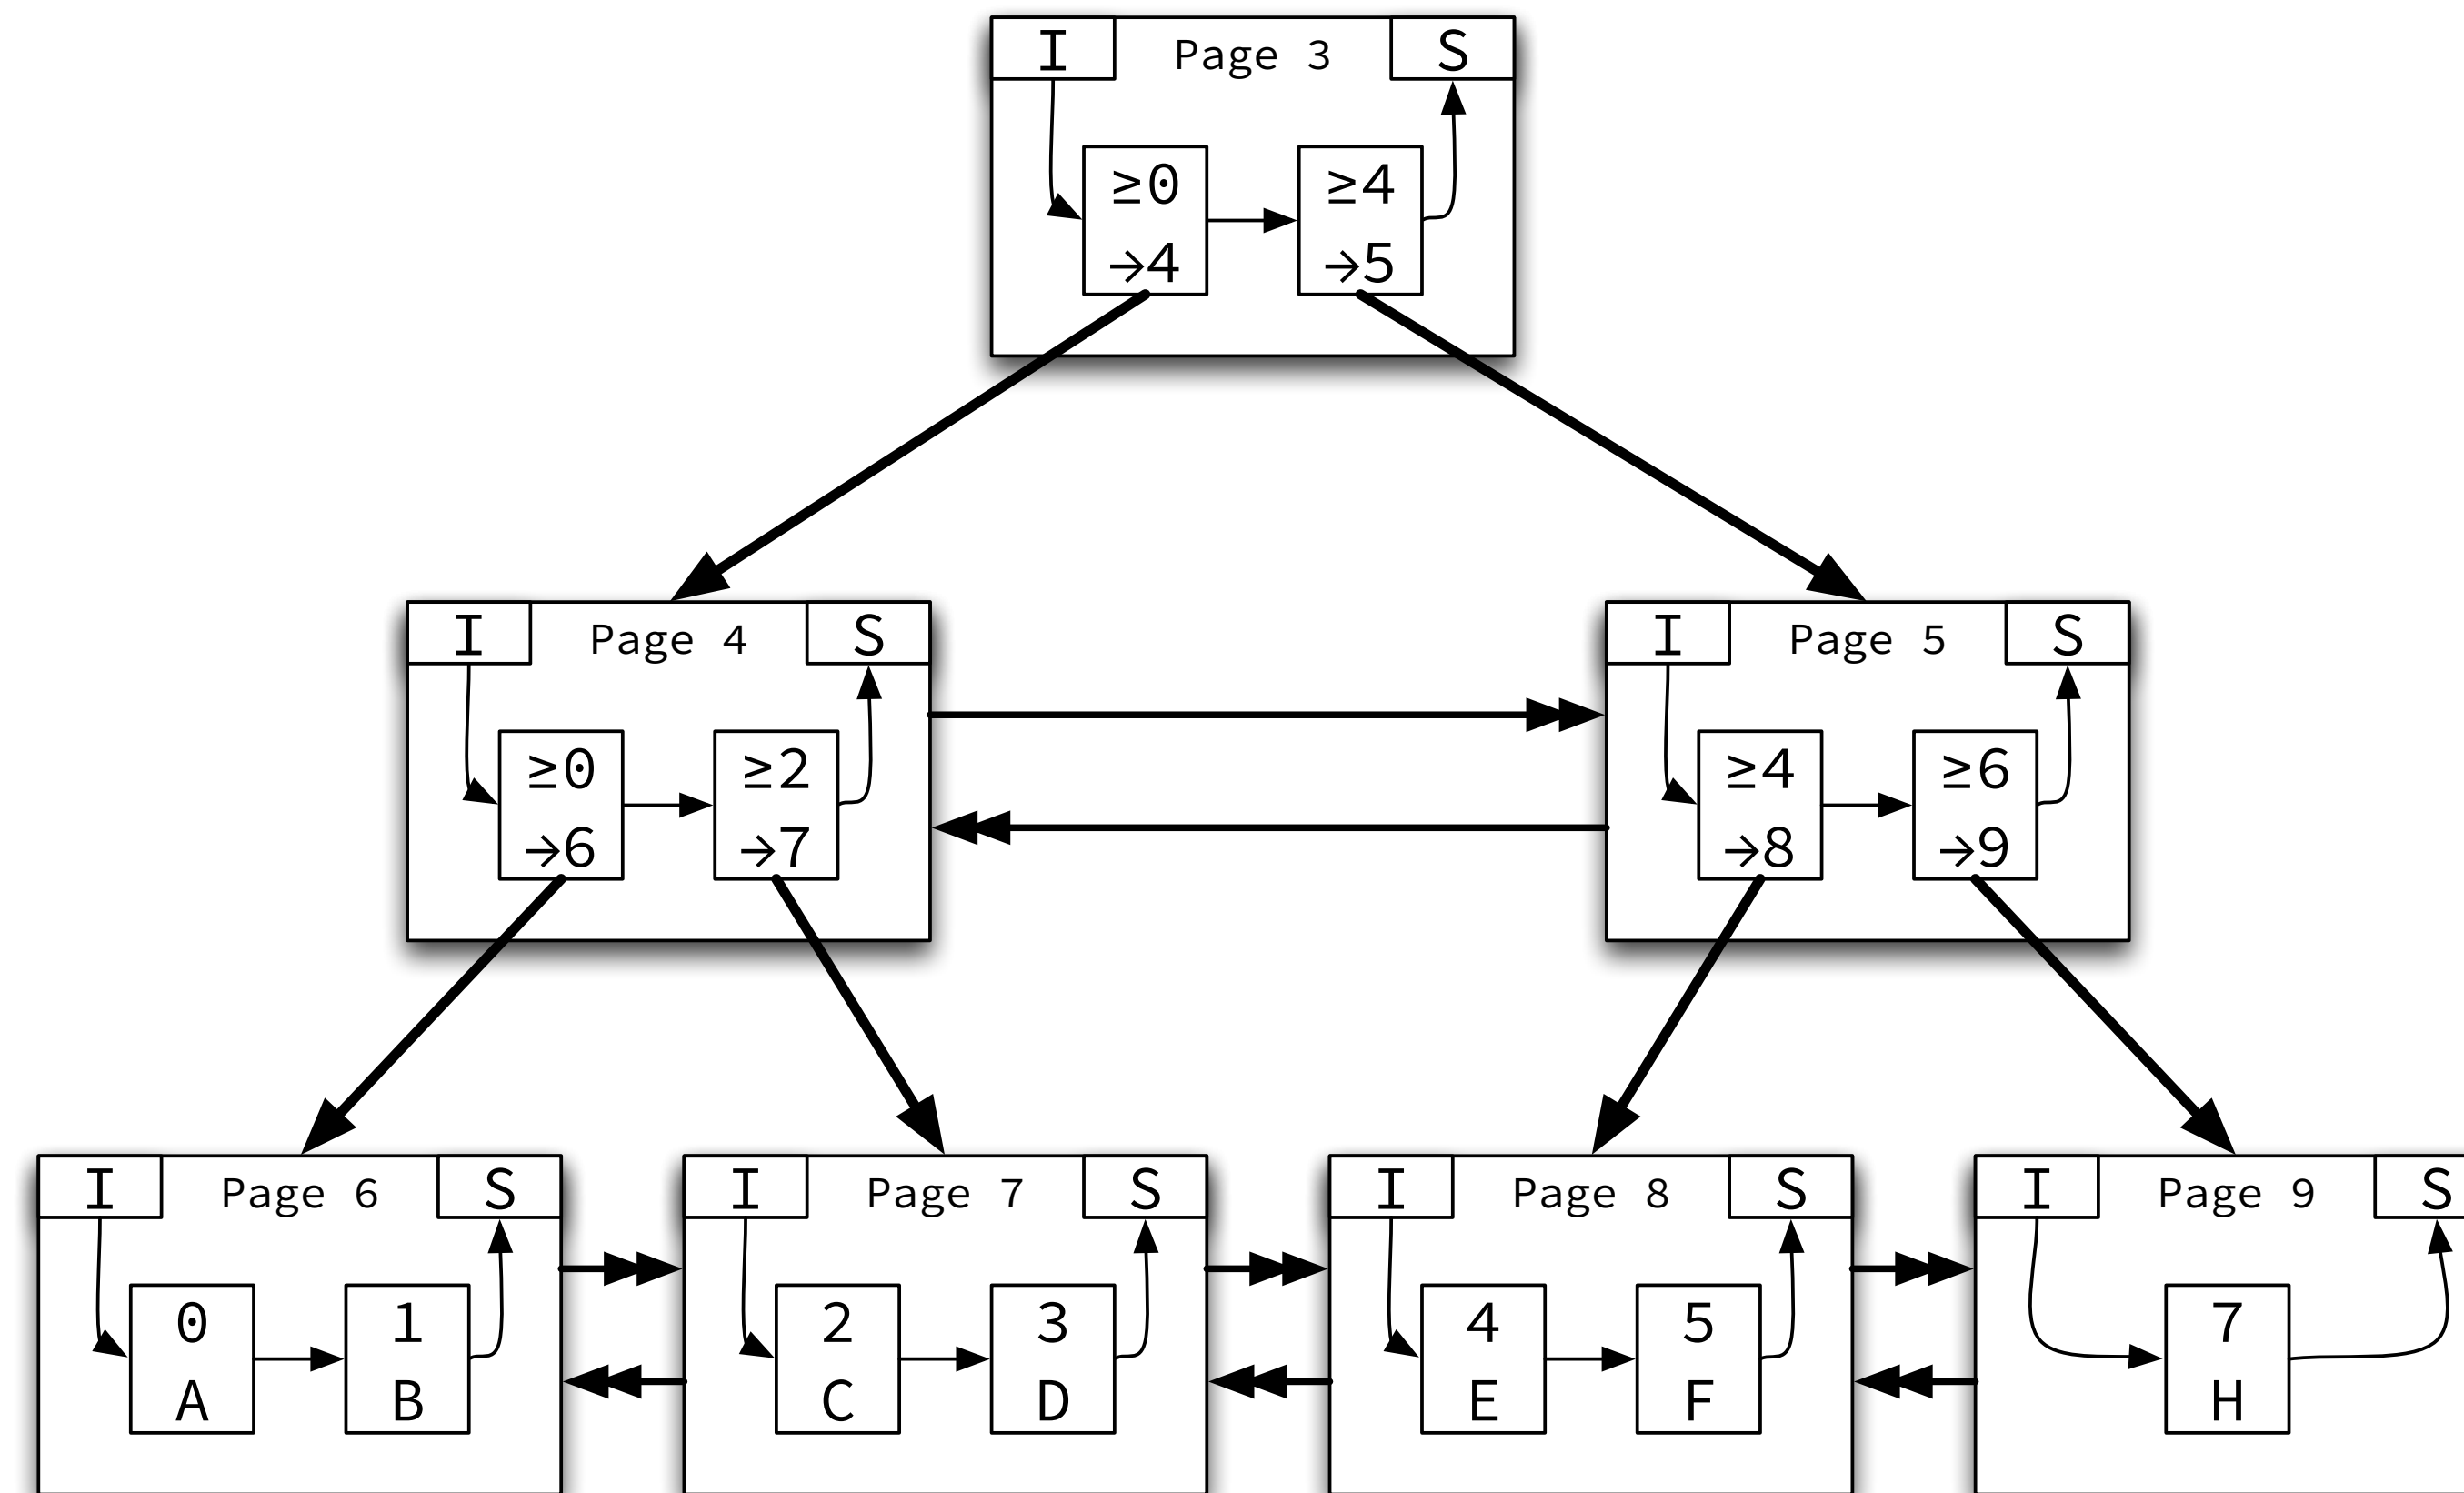 I Page 3 S
≥0 ≥4
→4 →5
I Page 4 S
I Page 5 S
≥0 ≥2
→6 →7
≥4 ≥6
→8 →9
I Page 6 S
I Page 7 S
I Page 8 S
I Page 9 S
0 1
A B
2 3
C D
4 5
E F
7
H